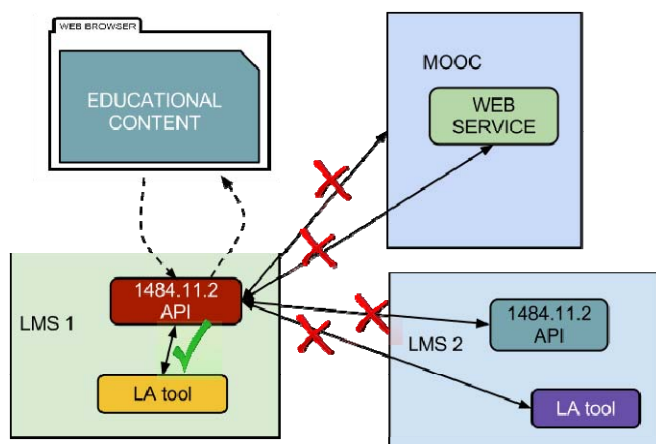 WEB BROWSER
EDUCATIONAL
CONTENT
MOOC
WEB
SERVICE
LMS 1
1484.11.2
API
LA tool
LMS 2
1484.11.2
API
LA tool